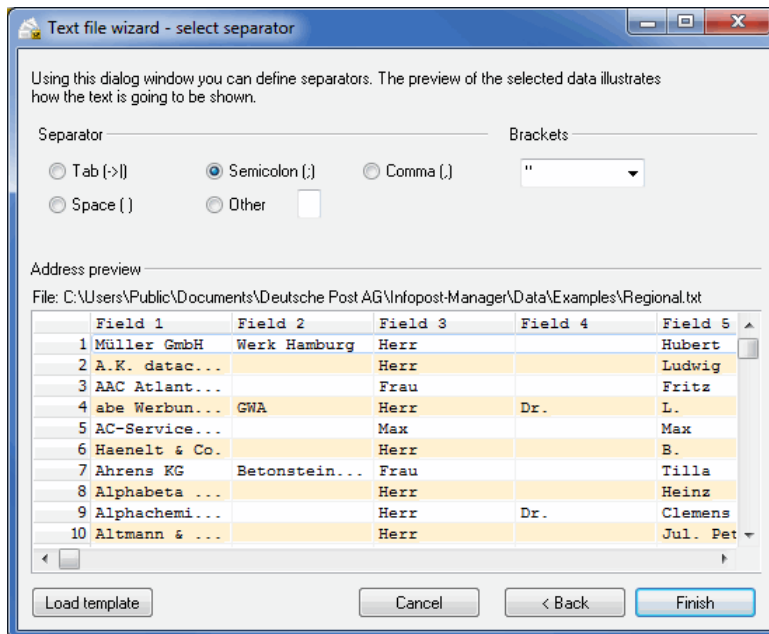 Text file wizard - select separator
Using this dialog window you can define separators. The preview of the selected data illustrates
how the text is going to be shown.
Separator Brackets
Tab (->|) Semicolon (;) Comma (,) "
Space ( ) Other
Address preview
File: C:\Users\Public\Documents\Deutsche Post AG\Infopost-Manager\Data\Examples\Regional.txt
Field 1 Field 2 Field 3 Field 4 Field 5
1 Müller GmbH Werk Hamburg Herr Hubert
2 A.K. datac... Herr Ludwig
3 AAC Atlant... Frau Fritz
4 abe Werbun... GWA Herr Dr. L.
5 AC-Service... Max Max
6 Haenelt & Co. Herr B.
7 Ahrens KG Betonstein... Frau Tilla
8 Alphabeta ... Herr Heinz
9 Alphachemi... Herr Dr. Clemens
10 Altmann & ... Herr Jul. Pet
Load template Cancel < Back Finish